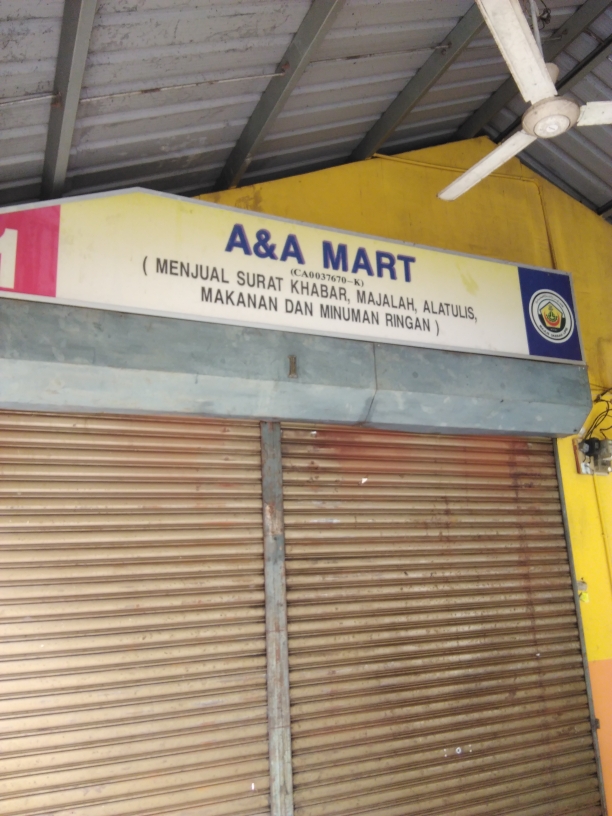 1
A&A MART
(CA0037670-K)
( MENJUAL SURAT KHABAR, MAJALAH, ALATULIS,
MAKANAN DAN MINUMAN RINGAN )